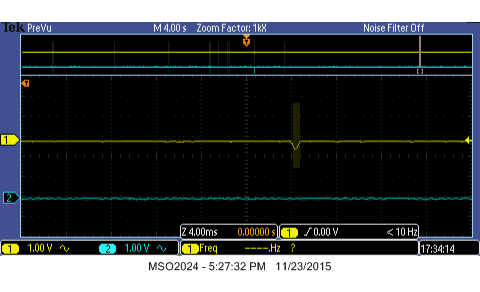 Tek PreVu M 4.00 s Zoom Factor: 1kX Noise Filter Off
T
T
1
2
Z 4.00ms 0.00000 s 1 0.00 V < 10 Hz
1 1.00 V 2 1.00 V 1 Freq ----.Hz ? 17:34:14
MSO2024 - 5:27:32 PM 11/23/2015